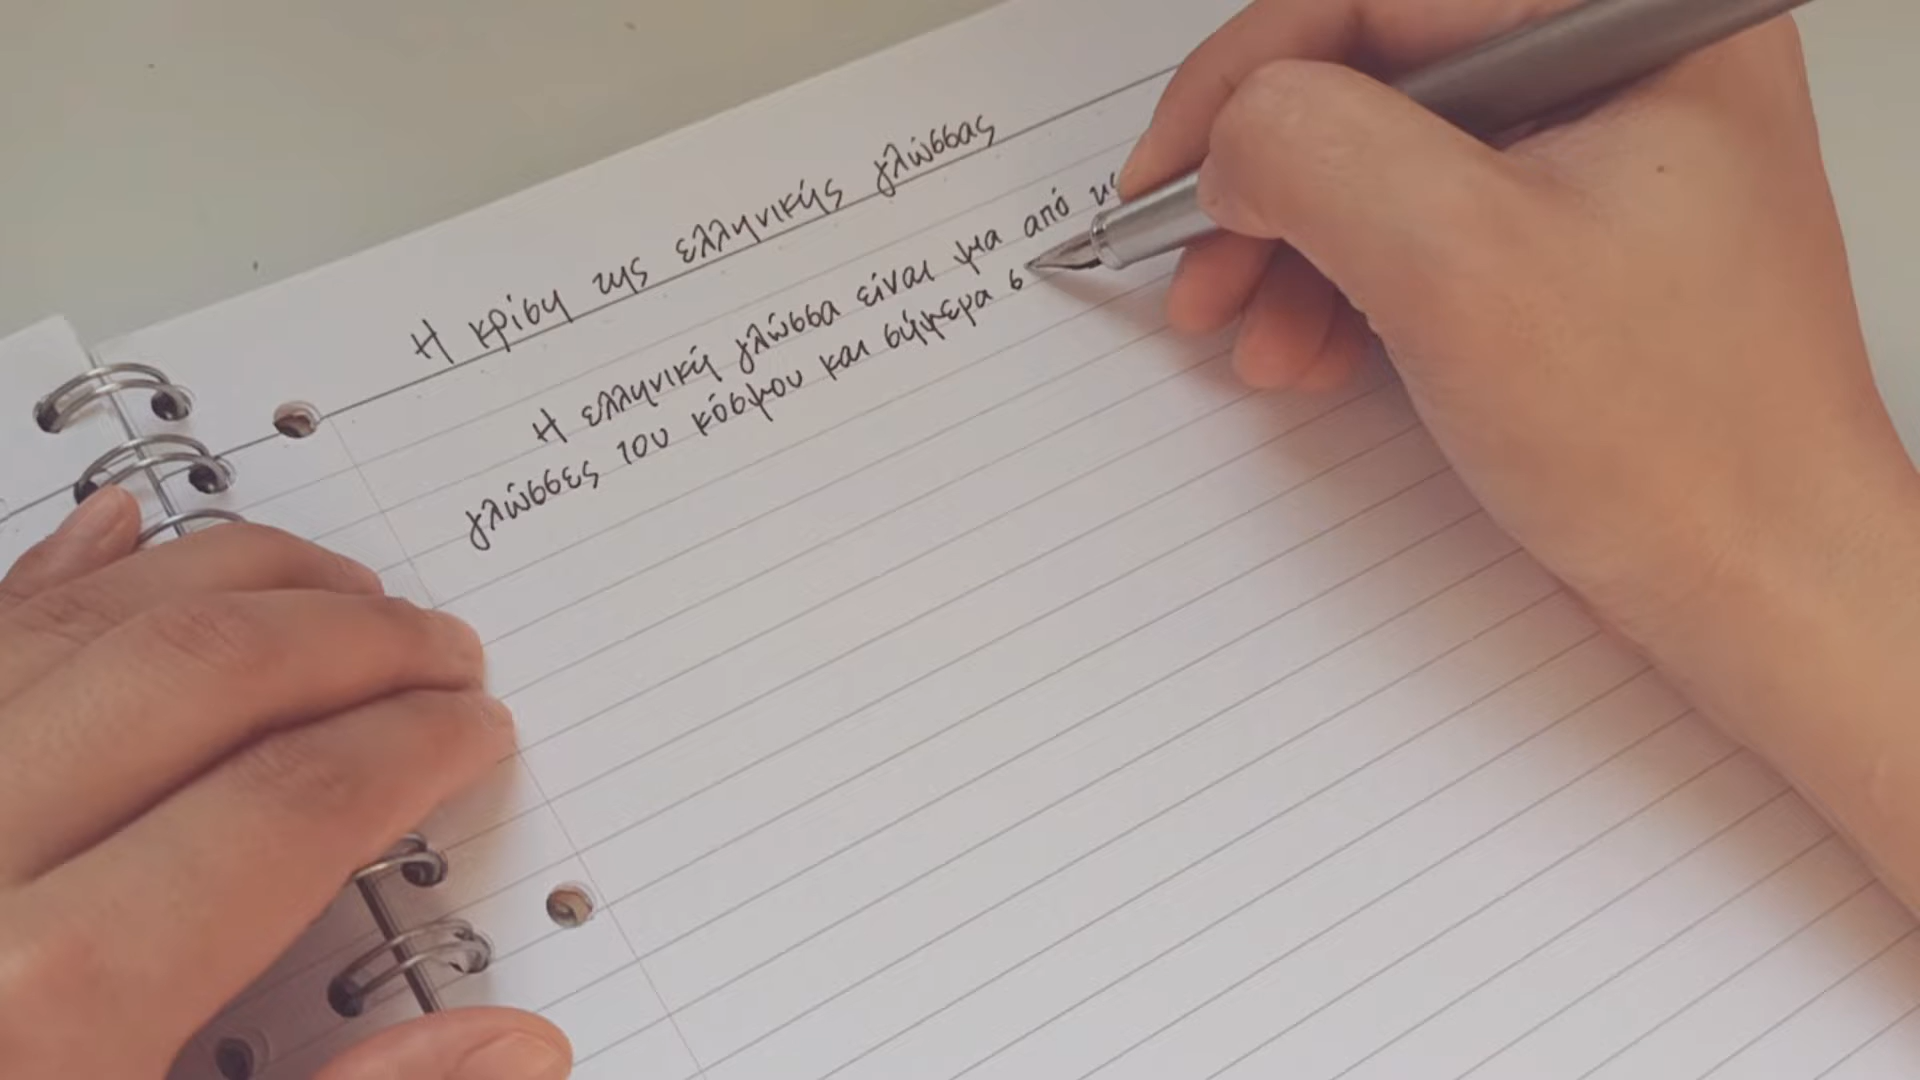 Η κρίση της ελληνικής γλώσσας
Η ελληνική γλώσσα είναι μια από
γλώσσες του κόσμου και σήμερα σ